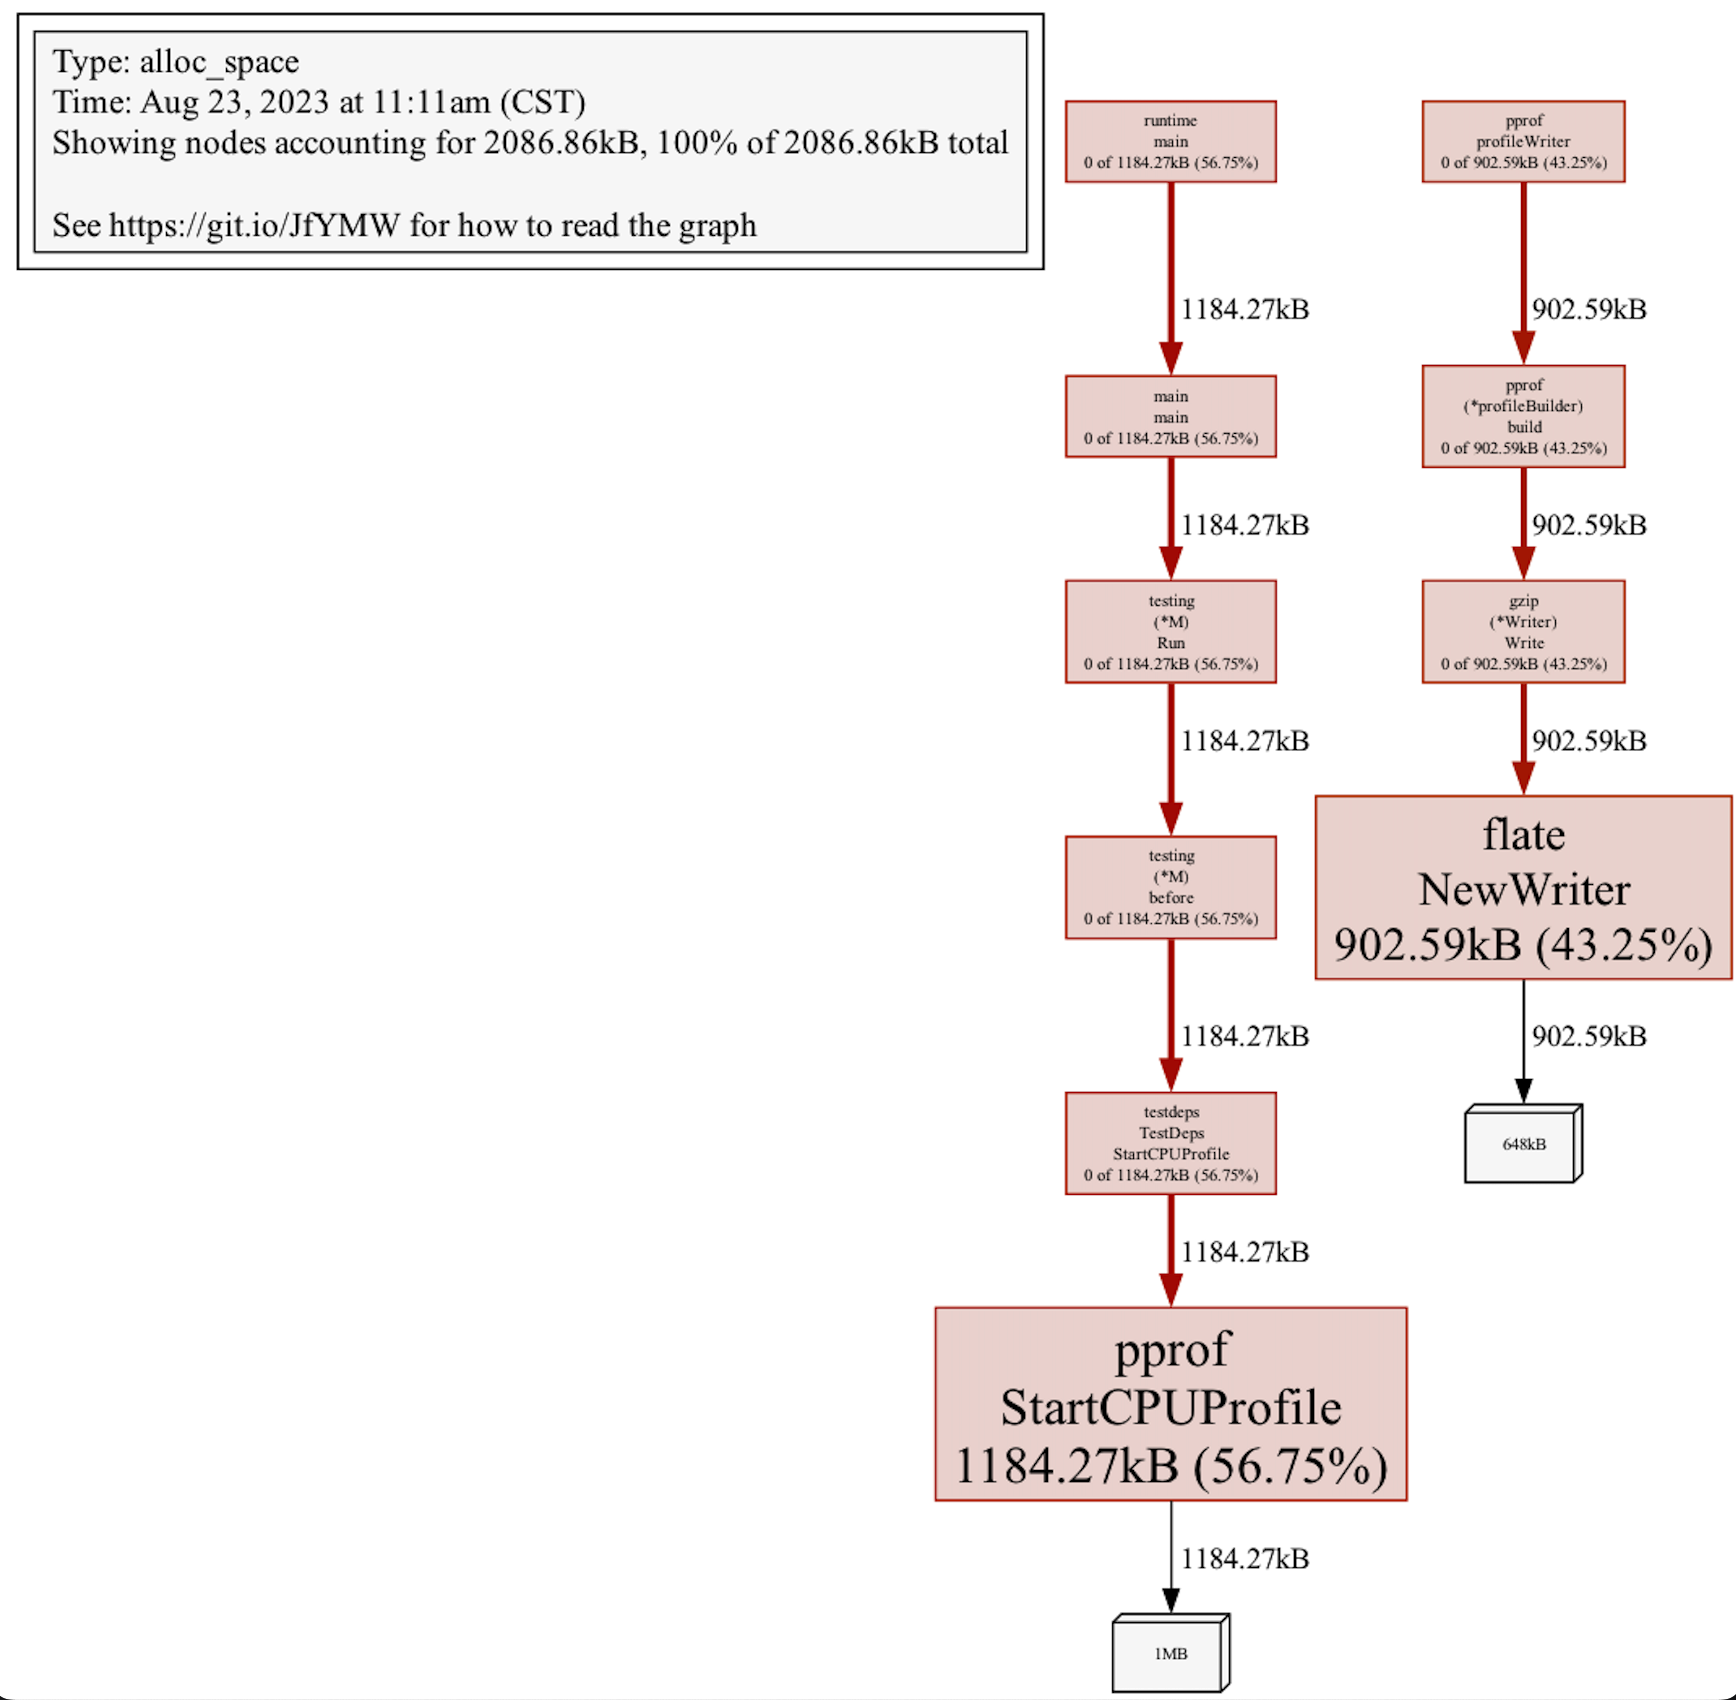 Type: alloc_space
Time: Aug 23, 2023 at 11:11am (CST)
Showing nodes accounting for 2086.86kB, 100% of 2086.86kB total
See https://git.io/JfYMW for how to read the graph
runtime
main
0 of 1184.27kB (56.75%)
1184.27kB
main
main
0 of 1184.27kB (56.75%)
1184.27kB
testing
(*M)
Run
0 of 1184.27kB (56.75%)
1184.27kB
testing
(*M)
before
0 of 1184.27kB (56.75%)
1184.27kB
testdeps
TestDeps
StartCPUProfile
0 of 1184.27kB (56.75%)
1184.27kB
pprof
StartCPUProfile
1184.27kB (56.75%)
1184.27kB
1MB
pprof
profileWriter
0 of 902.59kB (43.25%)
902.59kB
pprof
(*profileBuilder)
build
0 of 902.59kB (43.25%)
902.59kB
gzip
(*Writer)
Write
0 of 902.59kB (43.25%)
902.59kB
flate
NewWriter
902.59kB (43.25%)
902.59kB
648kB